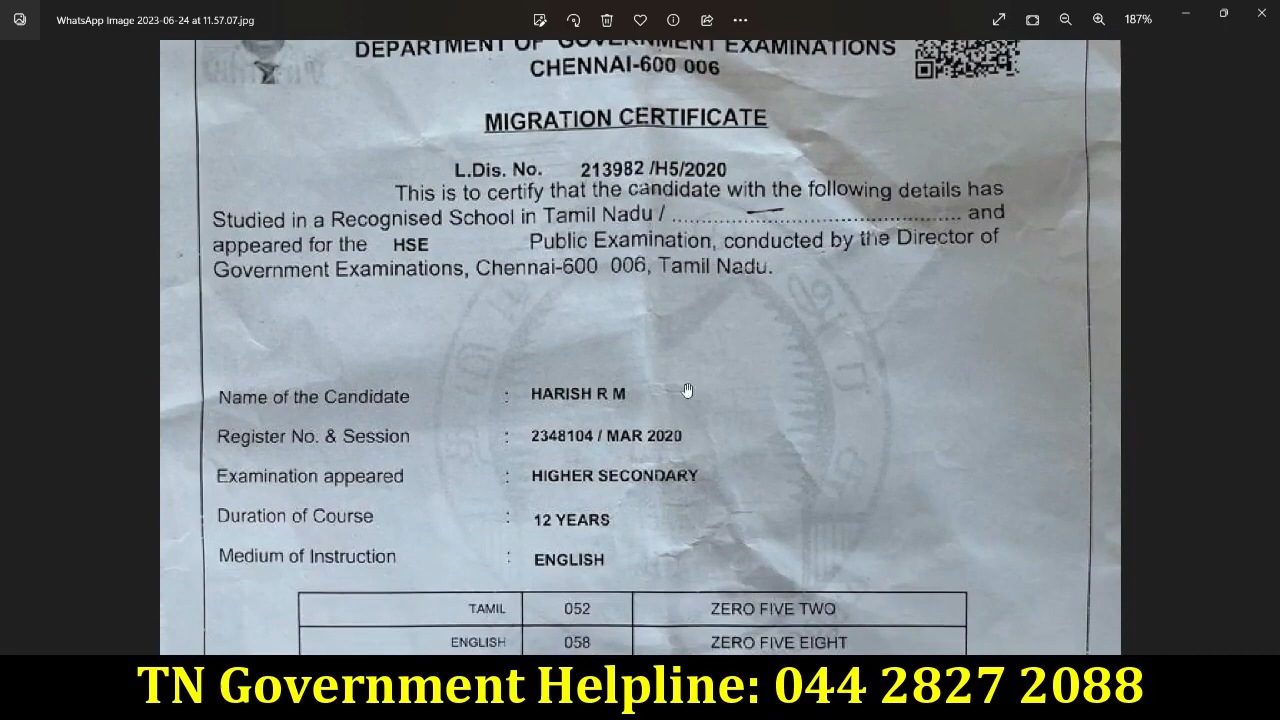 WhatsApp Image 2023-06-24 at 11.57.07.jpg
187%
DEPARTMENT OF GOVERNMENT EXAMINATIONS
CHENNAI-600 006
MIGRATION CERTIFICATE
L.Dis. No. 213982 /H5/2020
This is to certify that the candidate with the following details has
Studied in a Recognised School in Tamil Nadu / ........................................ and
appeared for the HSE Public Examination, conducted by the Director of
Government Examinations, Chennai-600 006, Tamil Nadu.
Name of the Candidate : HARISH R M
Register No. & Session : 2348104 / MAR 2020
Examination appeared : HIGHER SECONDARY
Duration of Course : 12 YEARS
Medium of Instruction : ENGLISH
TAMIL 052 ZERO FIVE TWO
ENGLISH 058 ZERO FIVE EIGHT
TN Government Helpline: 044 2827 2088